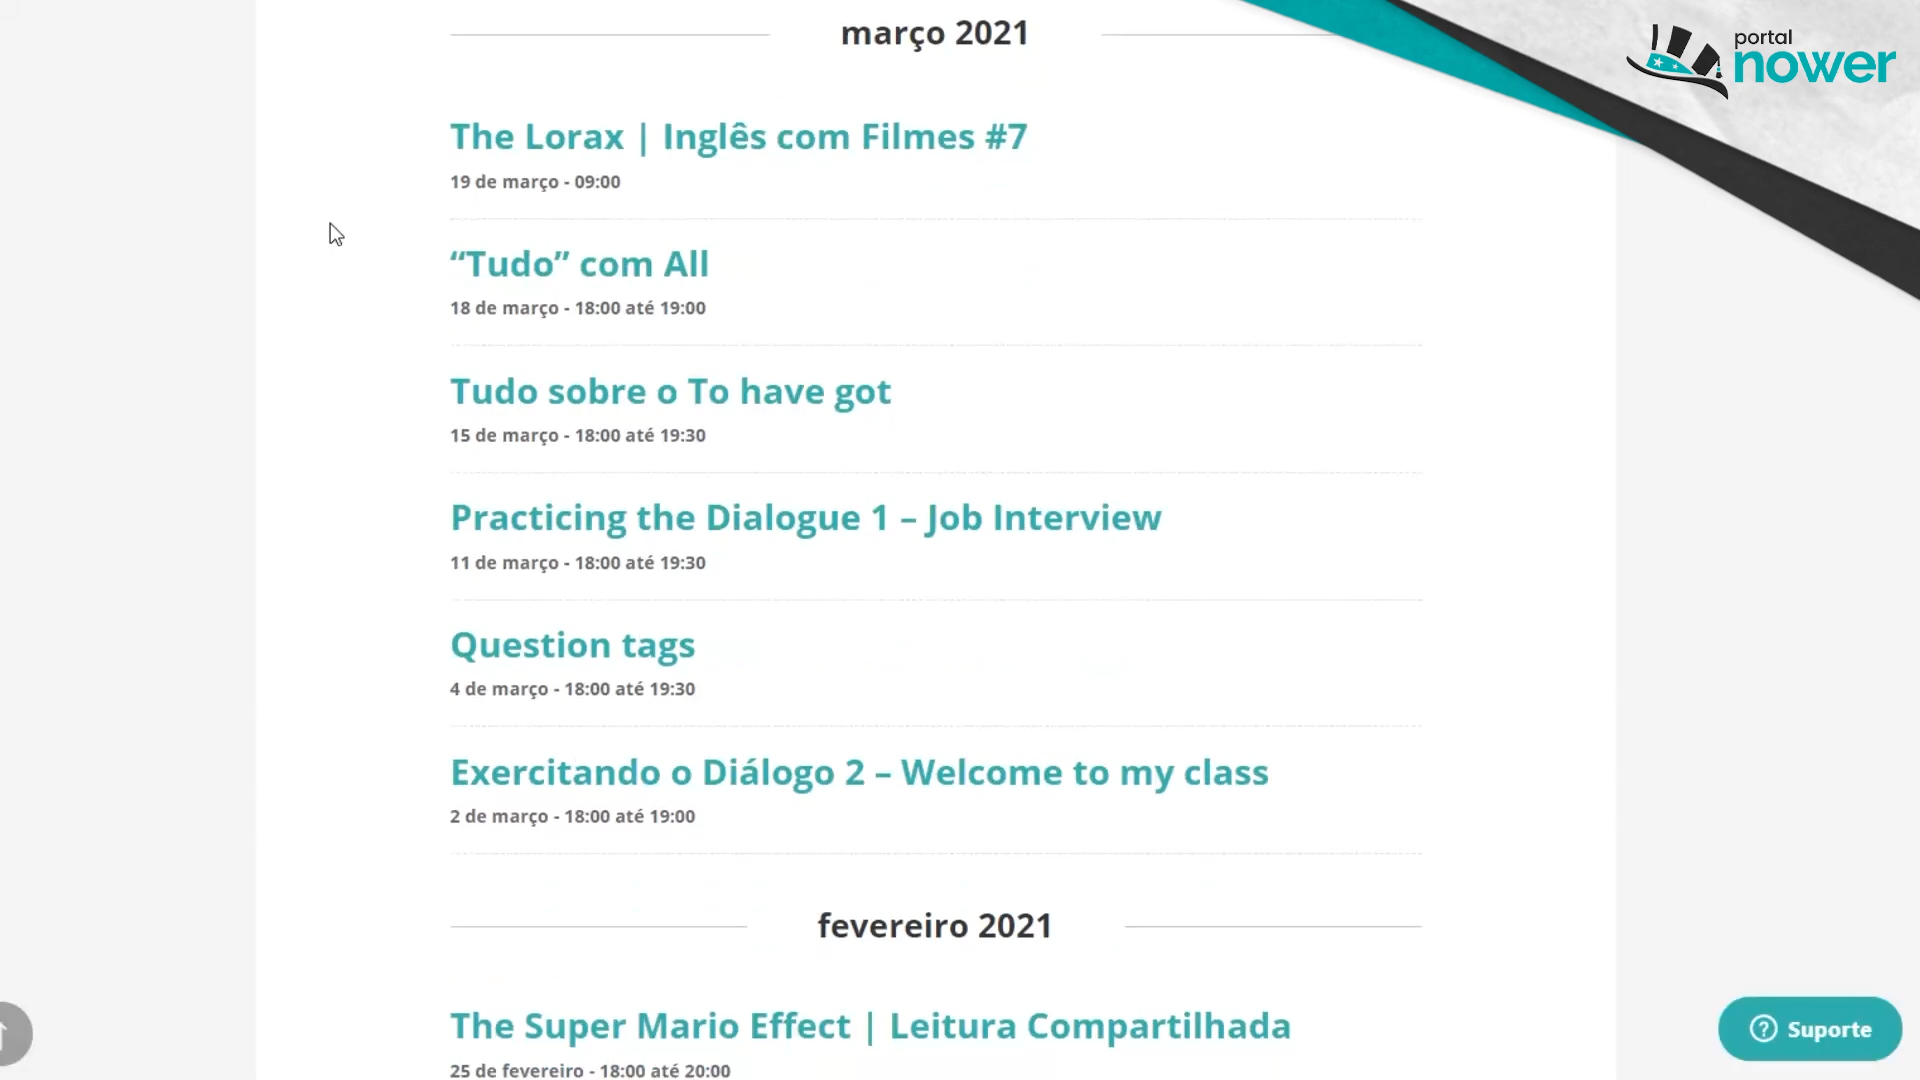 março 2021
portal
nower
The Lorax | Inglês com Filmes #7
19 de março - 09:00
“Tudo” com All
18 de março - 18:00 até 19:00
Tudo sobre o To have got
15 de março - 18:00 até 19:30
Practicing the Dialogue 1 – Job Interview
11 de março - 18:00 até 19:30
Question tags
4 de março - 18:00 até 19:30
Exercitando o Diálogo 2 – Welcome to my class
2 de março - 18:00 até 19:00
fevereiro 2021
The Super Mario Effect | Leitura Compartilhada
25 de fevereiro - 18:00 até 20:00
? Suporte